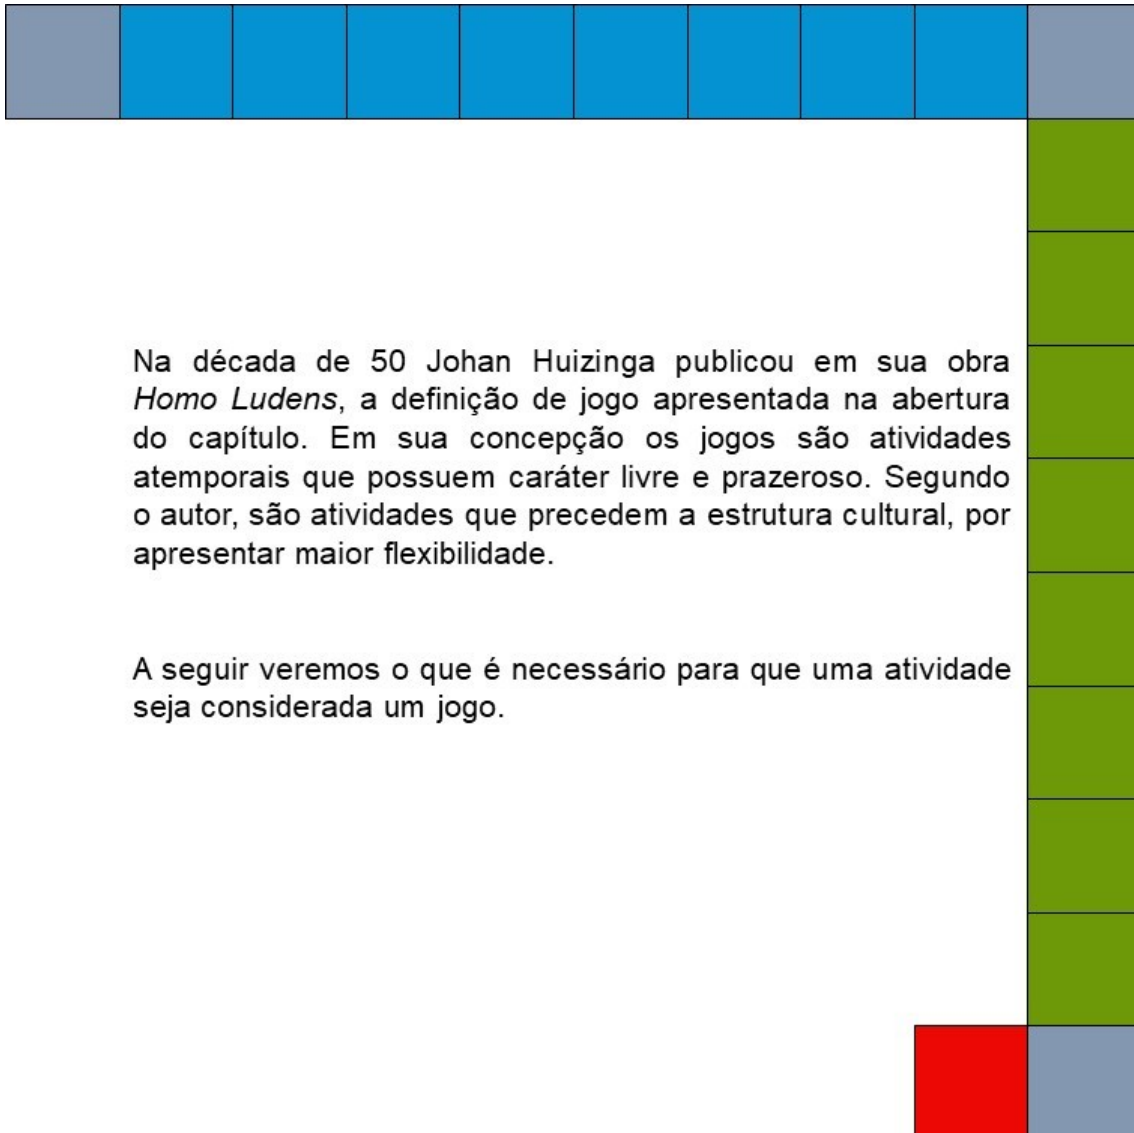 Na década de 50 Johan Huizinga publicou em sua obra
Homo Ludens, a definição de jogo apresentada na abertura
do capítulo. Em sua concepção os jogos são atividades
atemporais que possuem caráter livre e prazeroso. Segundo
o autor, são atividades que precedem a estrutura cultural, por
apresentar maior flexibilidade.
A seguir veremos o que é necessário para que uma atividade
seja considerada um jogo.